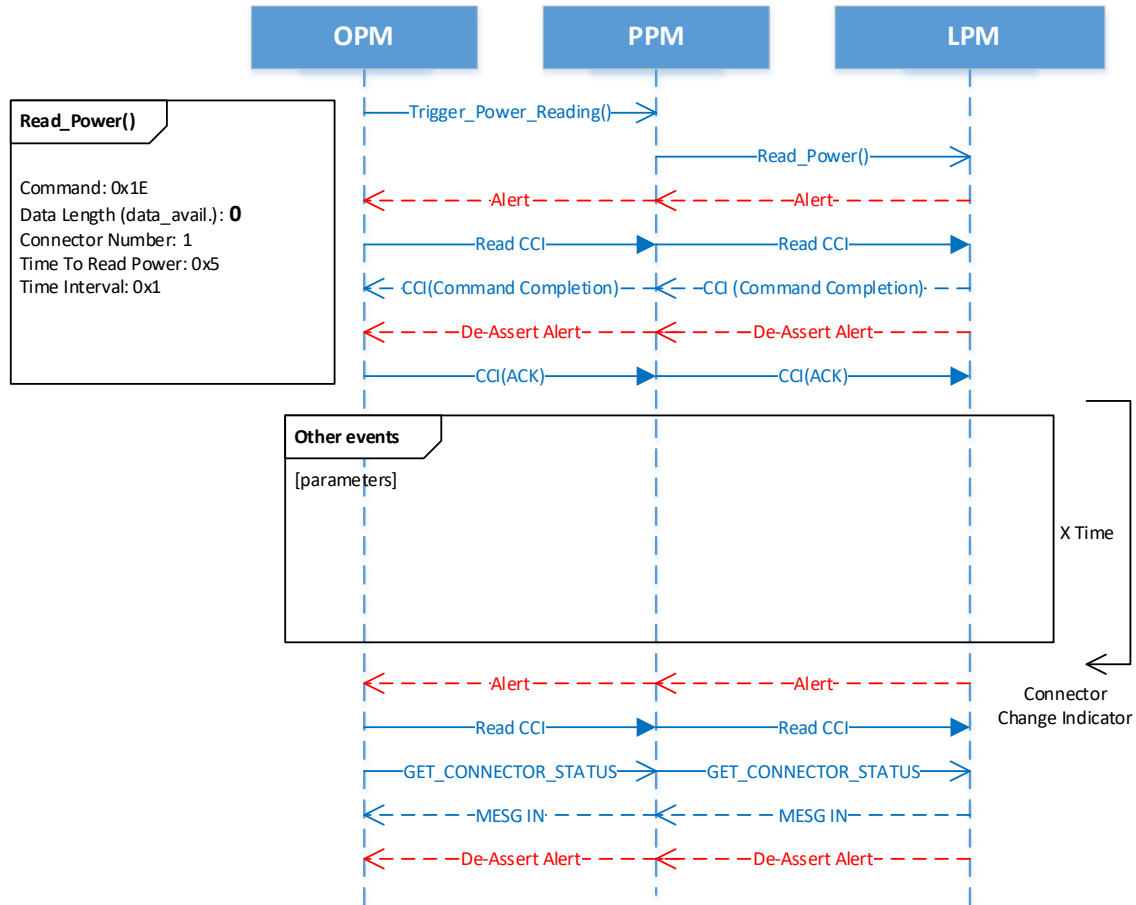 OPM
PPM
LPM
Read_Power()
Command: 0x1E
Data Length (data_avail.): 0
Connector Number: 1
Time To Read Power: 0x5
Time Interval: 0x1
Trigger_Power_Reading()
Read_Power()
Alert
Alert
Read CCI
Read CCI
CCI(Command Completion)
CCI (Command Completion)
De-Assert Alert
De-Assert Alert
CCI(ACK)
CCI(ACK)
Other events
[parameters]
X Time
Connector
Change Indicator
Alert
Alert
Read CCI
Read CCI
GET_CONNECTOR_STATUS
GET_CONNECTOR_STATUS
MESG IN
MESG IN
De-Assert Alert
De-Assert Alert